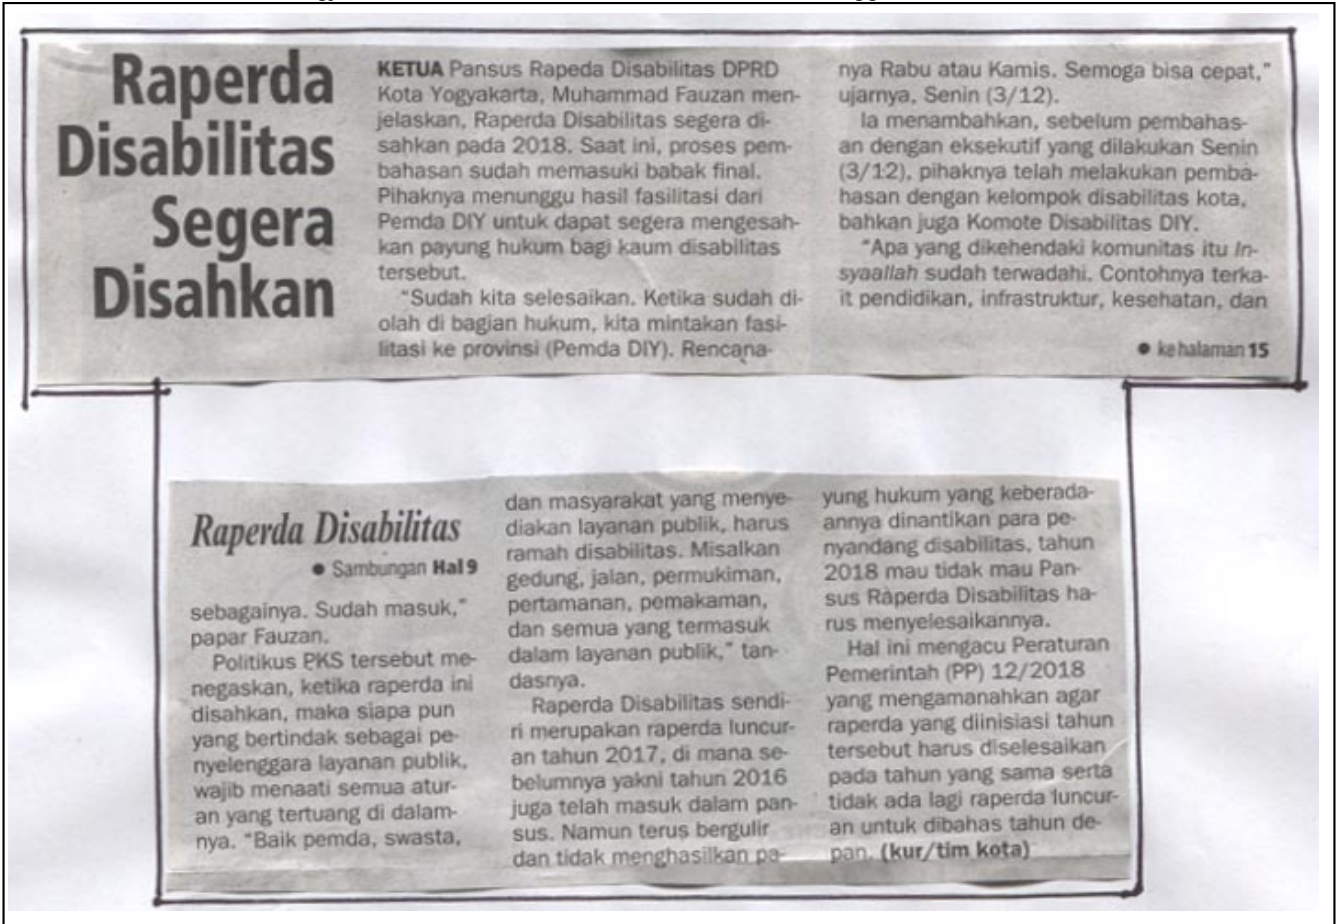 Raperda
Disabilitas
Segera
Disahkan
KETUA Pansus Rapeda Disabilitas DPRD
Kota Yogyakarta, Muhammad Fauzan men-
jelaskan, Raperda Disabilitas segera di-
sahkan pada 2018. Saat ini, proses pem-
bahasan sudah memasuki babak final.
Pihaknya menunggu hasil fasilitasi dari
Pemda DIY untuk dapat segera mengesah-
kan payung hukum bagi kaum disabilitas
tersebut.
"Sudah kita selesaikan. Ketika sudah di-
olah di bagian hukum, kita mintakan fasi-
litasi ke provinsi (Pemda DIY). Rencana-
nya Rabu atau Kamis. Semoga bisa cepat,"
ujarnya, Senin (3/12).
Ia menambahkan, sebelum pembahas-
an dengan eksekutif yang dilakukan Senin
(3/12), pihaknya telah melakukan pemba-
hasan dengan kelompok disabilitas kota,
bahkan juga Komote Disabilitas DIY.
"Apa yang dikehendaki komunitas itu In-
syaallah sudah terwadahi. Contohnya terka-
it pendidikan, infrastruktur, kesehatan, dan
● ke halaman 15
Raperda Disabilitas
● Sambungan Hal 9
sebagainya. Sudah masuk,"
papar Fauzan.
Politikus PKS tersebut me-
negaskan, ketika raperda ini
disahkan, maka siapa pun
yang bertindak sebagai pe-
nyelenggara layanan publik,
wajib menaati semua atur-
an yang tertuang di dalam-
nya. "Baik pemda, swasta,
dan masyarakat yang menye-
diakan layanan publik, harus
ramah disabilitas. Misalkan
gedung, jalan, permukiman,
pertamanan, pemakaman,
dan semua yang termasuk
dalam layanan publik," tan-
dasnya.
Raperda Disabilitas sendi-
ri merupakan raperda luncur-
an tahun 2017, di mana se-
belumnya yakni tahun 2016
juga telah masuk dalam pan-
sus. Namun terus bergulir
dan tidak menghasilkan pa-
yung hukum yang keberada-
annya dinantikan para pe-
nyandang disabilitas, tahun
2018 mau tidak mau Pan-
sus Raperda Disabilitas ha-
rus menyelesaikannya.
Hal ini mengacu Peraturan
Pemerintah (PP) 12/2018
yang mengamanahkan agar
raperda yang diinisiasi tahun
tersebut harus diselesaikan
pada tahun yang sama serta
tidak ada lagi raperda luncur-
an untuk dibahas tahun de-
pan. (kur/tim kota)